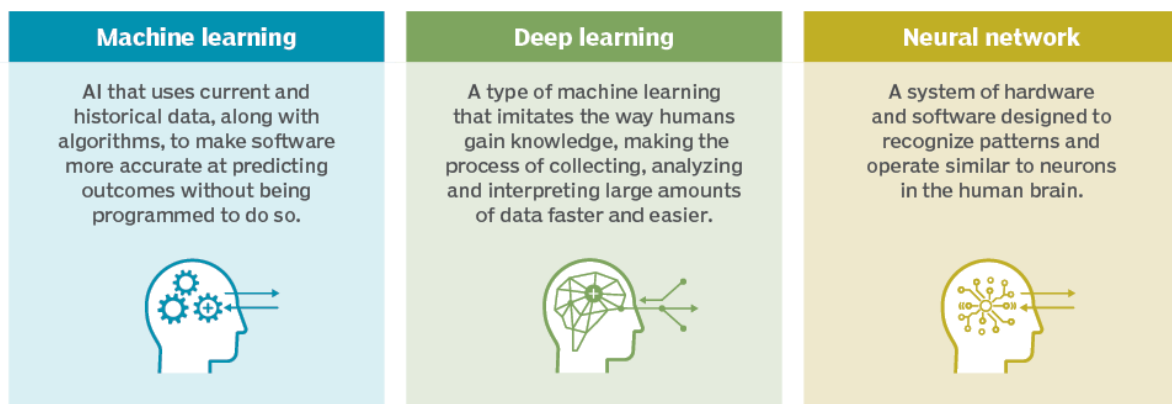 Machine learning
AI that uses current and
historical data, along with
algorithms, to make software
more accurate at predicting
outcomes without being
programmed to do so.
Deep learning
A type of machine learning
that imitates the way humans
gain knowledge, making the
process of collecting, analyzing
and interpreting large amounts
of data faster and easier.
Neural network
A system of hardware
and software designed to
recognize patterns and
operate similar to neurons
in the human brain.